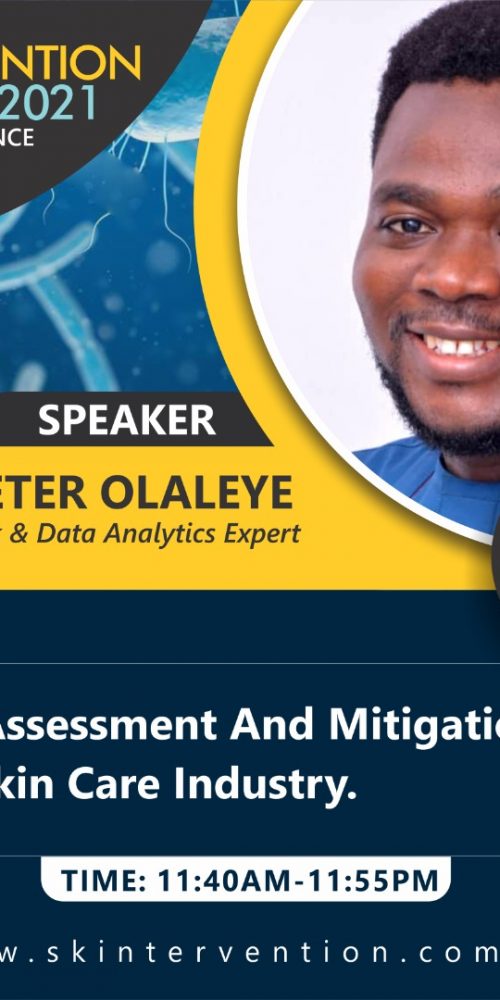 ENTION
2021
NCE
SPEAKER
ETER OLALEYE
& Data Analytics Expert
Assessment And Mitigatio
kin Care Industry.
TIME: 11:40AM-11:55PM
w.skintervention.com